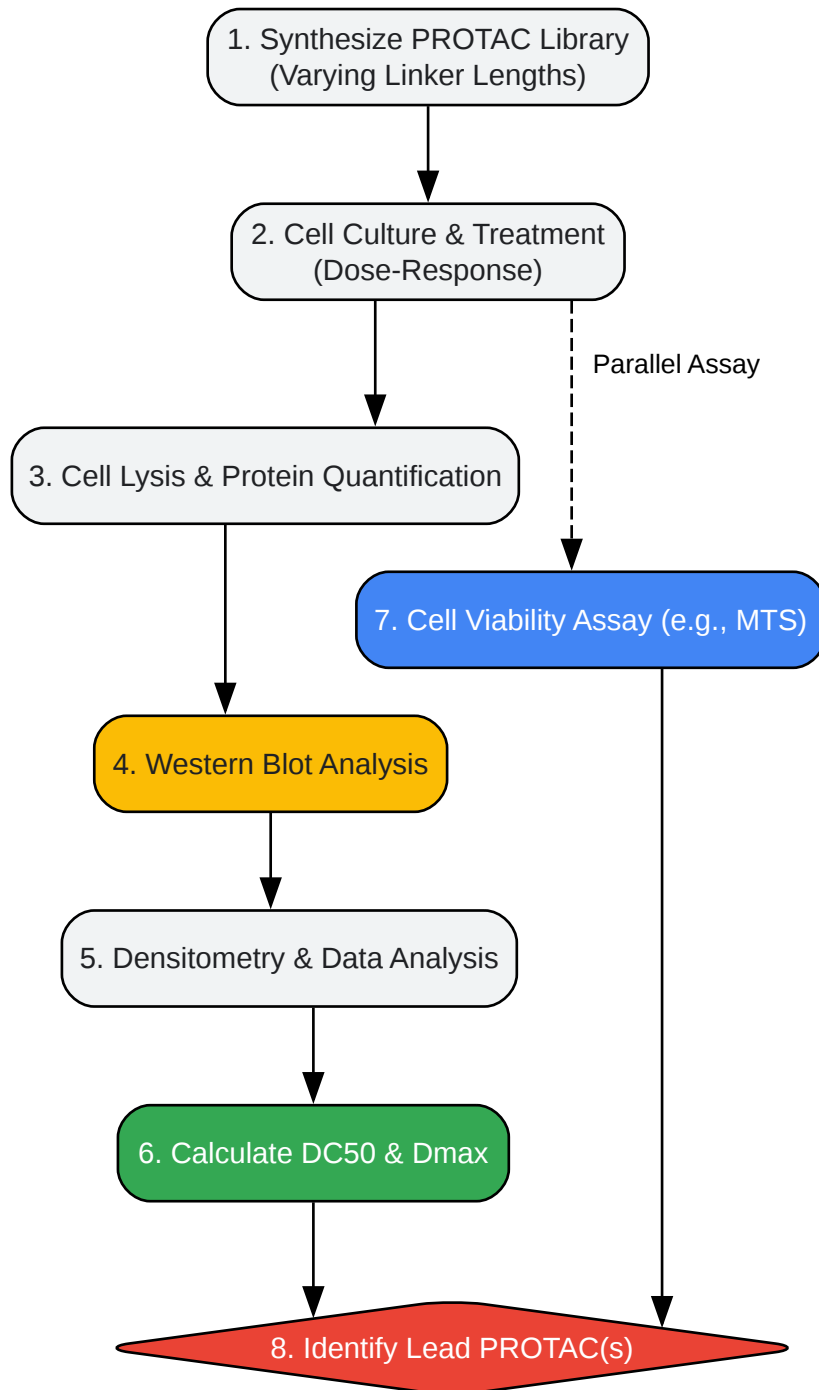 1. Synthesize PROTAC Library
(Varying Linker Lengths)
2. Cell Culture & Treatment
(Dose-Response)
Parallel Assay
3. Cell Lysis & Protein Quantification
7. Cell Viability Assay (e.g., MTS)
4. Western Blot Analysis
5. Densitometry & Data Analysis
6. Calculate DC50 & Dmax
8. Identify Lead PROTAC(s)